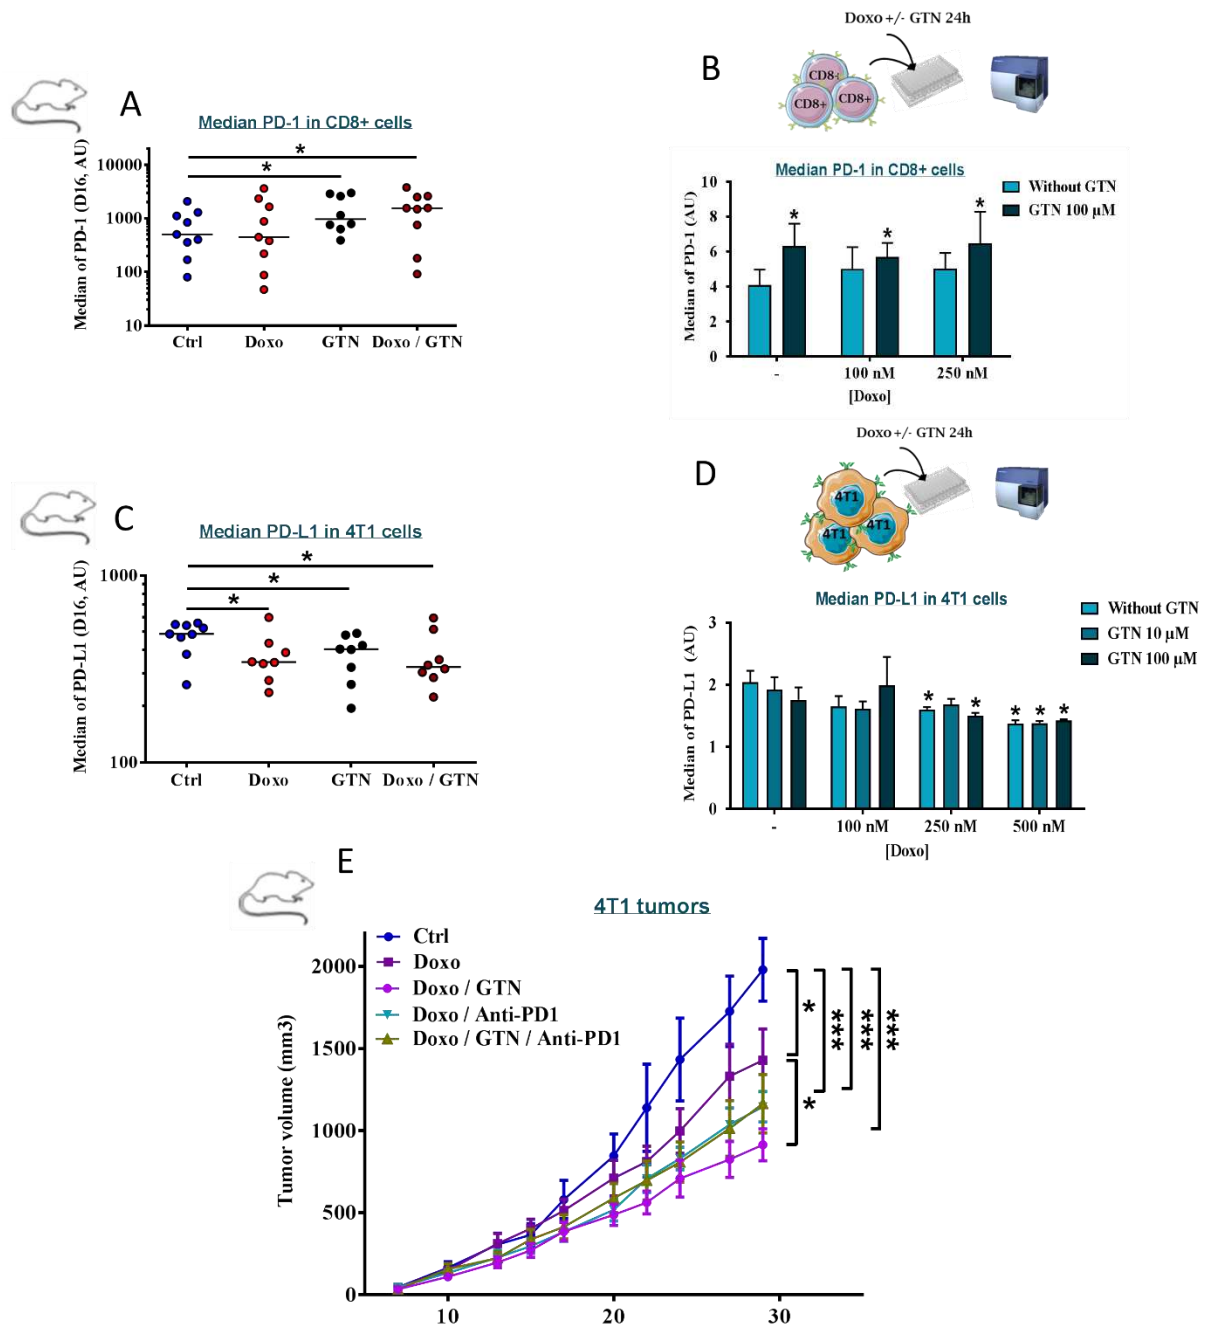 A
Median PD-1 in CD8+ cells
Median of PD-1 (D16, AU)
10000
1000
100
10
*
*
Ctrl
Doxo
GTN
Doxo / GTN
B
Doxo +/- GTN 24h
CD8+
CD8+
CD8+
Median PD-1 in CD8+ cells
Median of PD-1 (AU)
10
8
6
4
2
0
*
*
*
Without GTN
GTN 100 µM
-
100 nM
250 nM
[Doxo]
C
Median PD-L1 in 4T1 cells
Median of PD-L1 (D16, AU)
1000
100
*
*
*
Ctrl
Doxo
GTN
Doxo / GTN
D
Doxo +/- GTN 24h
4T1
4T1
4T1
Median PD-L1 in 4T1 cells
Median of PD-L1 (AU)
3
2
1
0
*
*
*
*
*
Without GTN
GTN 10 µM
GTN 100 µM
-
100 nM
250 nM
500 nM
[Doxo]
E
4T1 tumors
Tumor volume (mm3)
2000
1500
1000
500
0
Ctrl
Doxo
Doxo / GTN
Doxo / Anti-PD1
Doxo / GTN / Anti-PD1
*
*
***
***
***
10
20
30